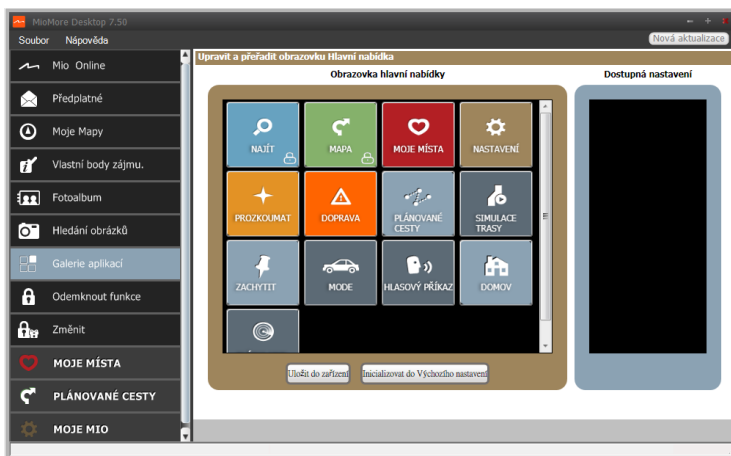 MioMore Desktop 7.50
Soubor Nápověda
Nová aktualizace
Mio Online
Předplatné
Moje Mapy
Vlastní body zájmu.
Fotoalbum
Hledání obrázků
Galerie aplikací
Odemknout funkce
Změnit
MOJE MÍSTA
PLÁNOVANÉ CESTY
MOJE MIO
Upravit a přeřadit obrazovku Hlavní nabídka
Obrazovka hlavní nabídky
Dostupná nastavení
NAJÍT
MAPA
MOJE MÍSTA
NASTAVENÍ
PROZKOUMAT
DOPRAVA
PLÁNOVANÉ
CESTY
SIMULACE
TRASY
ZACHYTIT
MODE
HLASOVÝ PŘÍKAZ
DOMOV
Uložit do zařízení
Inicializovat do Výchozího nastavení